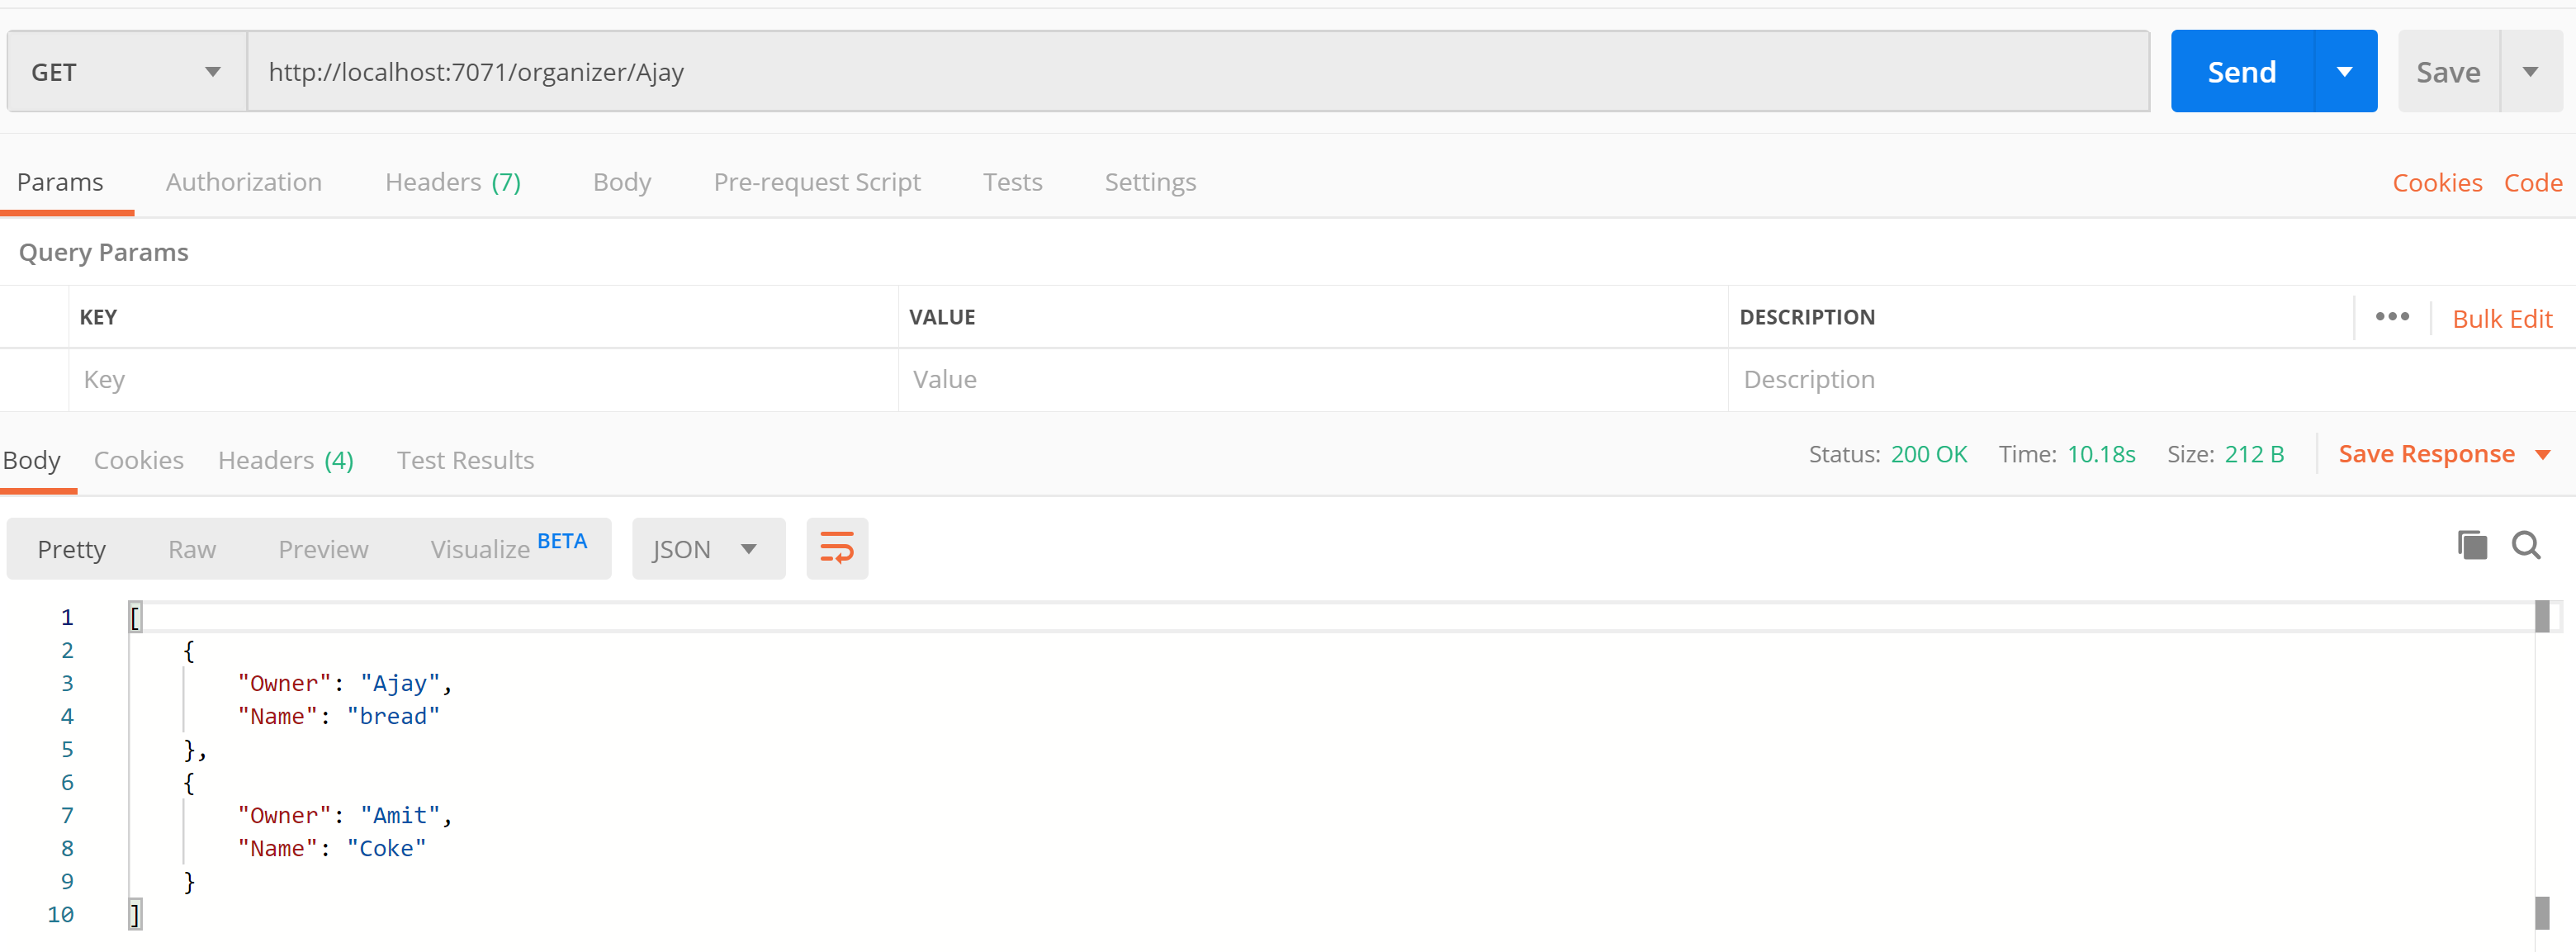 GET http://localhost:7071/organizer/Ajay Send Save
Params Authorization Headers (7) Body Pre-request Script Tests Settings Cookies Code
Query Params
KEY VALUE DESCRIPTION ••• Bulk Edit
Key Value Description
Body Cookies Headers (4) Test Results Status: 200 OK Time: 10.18s Size: 212 B Save Response
Pretty Raw Preview Visualize BETA JSON
1 [
2 {
3 "Owner": "Ajay",
4 "Name": "bread"
5 },
6 {
7 "Owner": "Amit",
8 "Name": "Coke"
9 }
10 ]